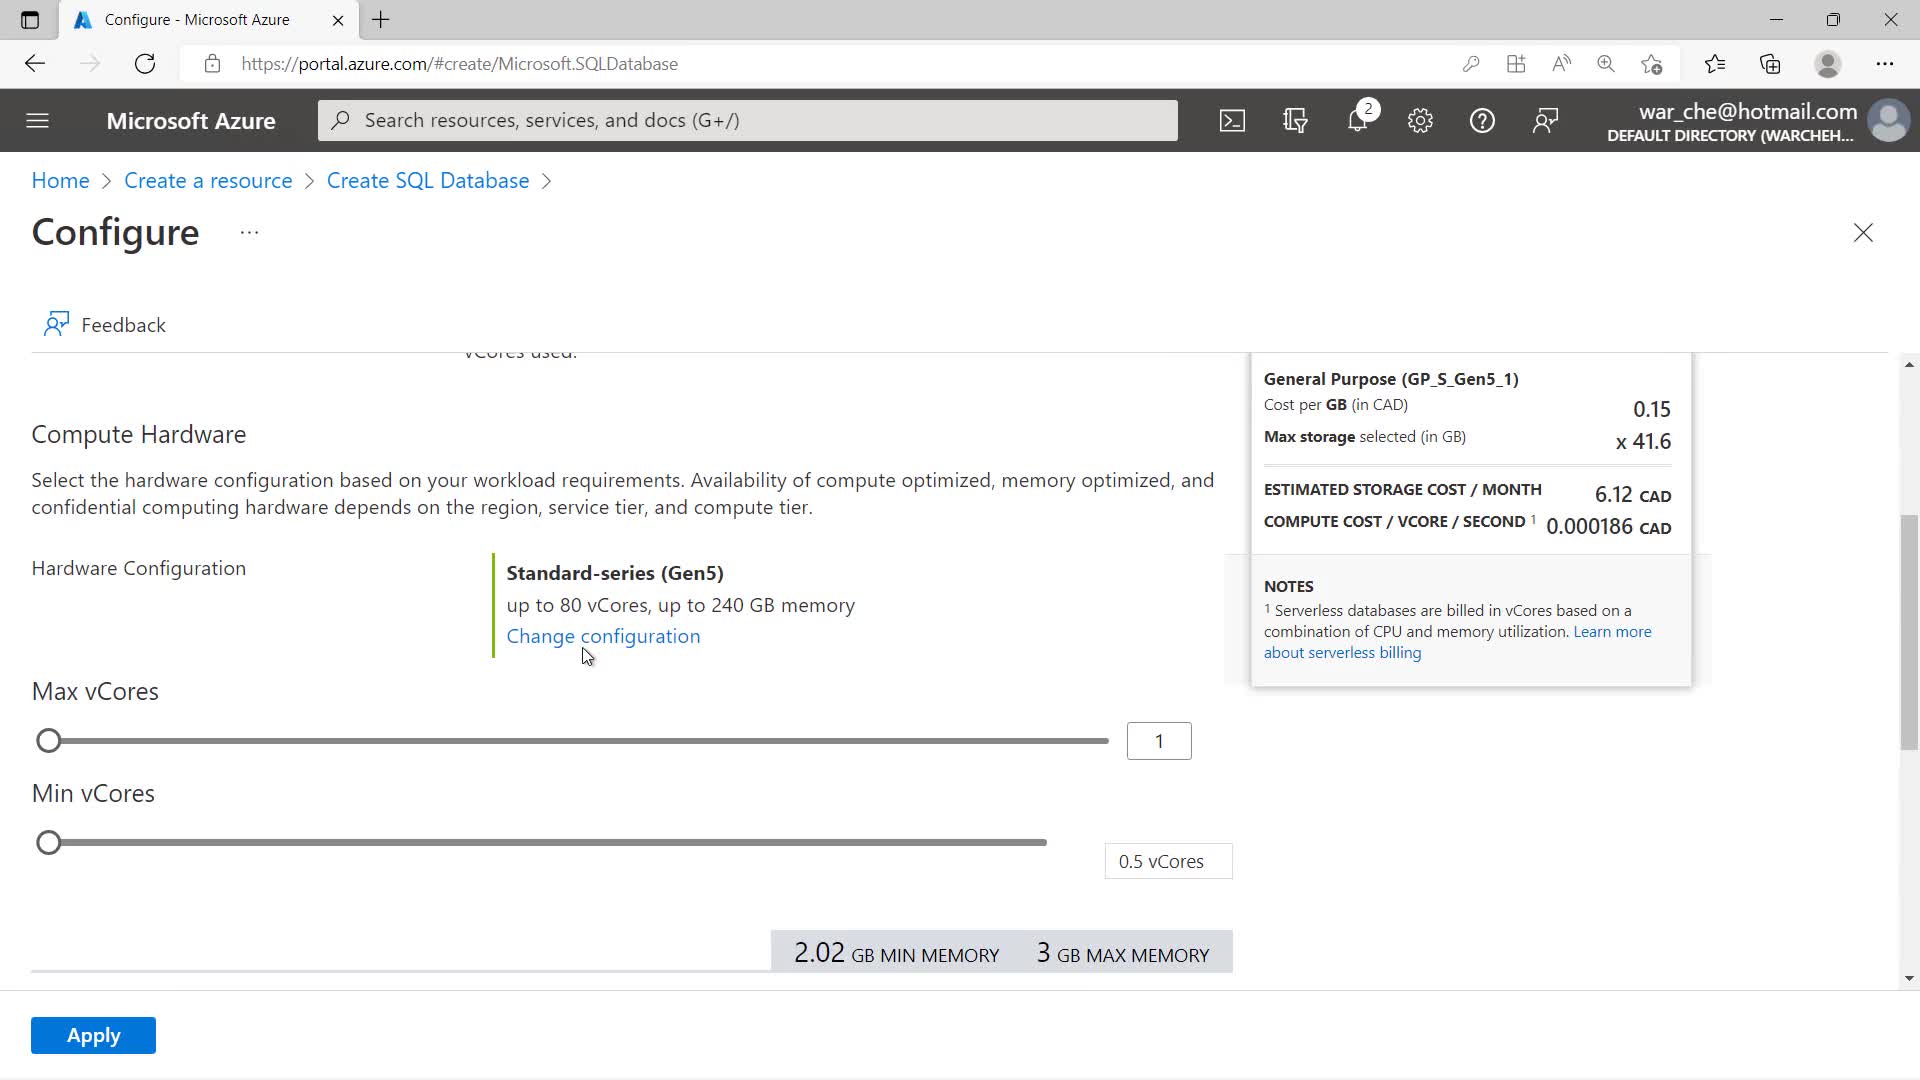 Configure - Microsoft Azure
https://portal.azure.com/#create/Microsoft.SQLDatabase
Microsoft Azure
Search resources, services, and docs (G+/)
2
war_che@hotmail.com
DEFAULT DIRECTORY (WARCHEH...
Home > Create a resource > Create SQL Database >
Configure ...
Feedback
vCores used.
Compute Hardware
Select the hardware configuration based on your workload requirements. Availability of compute optimized, memory optimized, and
confidential computing hardware depends on the region, service tier, and compute tier.
Hardware Configuration
Standard-series (Gen5)
up to 80 vCores, up to 240 GB memory
Change configuration
Max vCores
1
Min vCores
0.5 vCores
2.02 GB MIN MEMORY 3 GB MAX MEMORY
General Purpose (GP_S_Gen5_1)
Cost per GB (in CAD) 0.15
Max storage selected (in GB) x 41.6
ESTIMATED STORAGE COST / MONTH 6.12 CAD
COMPUTE COST / VCORE / SECOND 1 0.000186 CAD
NOTES
1 Serverless databases are billed in vCores based on a
combination of CPU and memory utilization. Learn more
about serverless billing
Apply